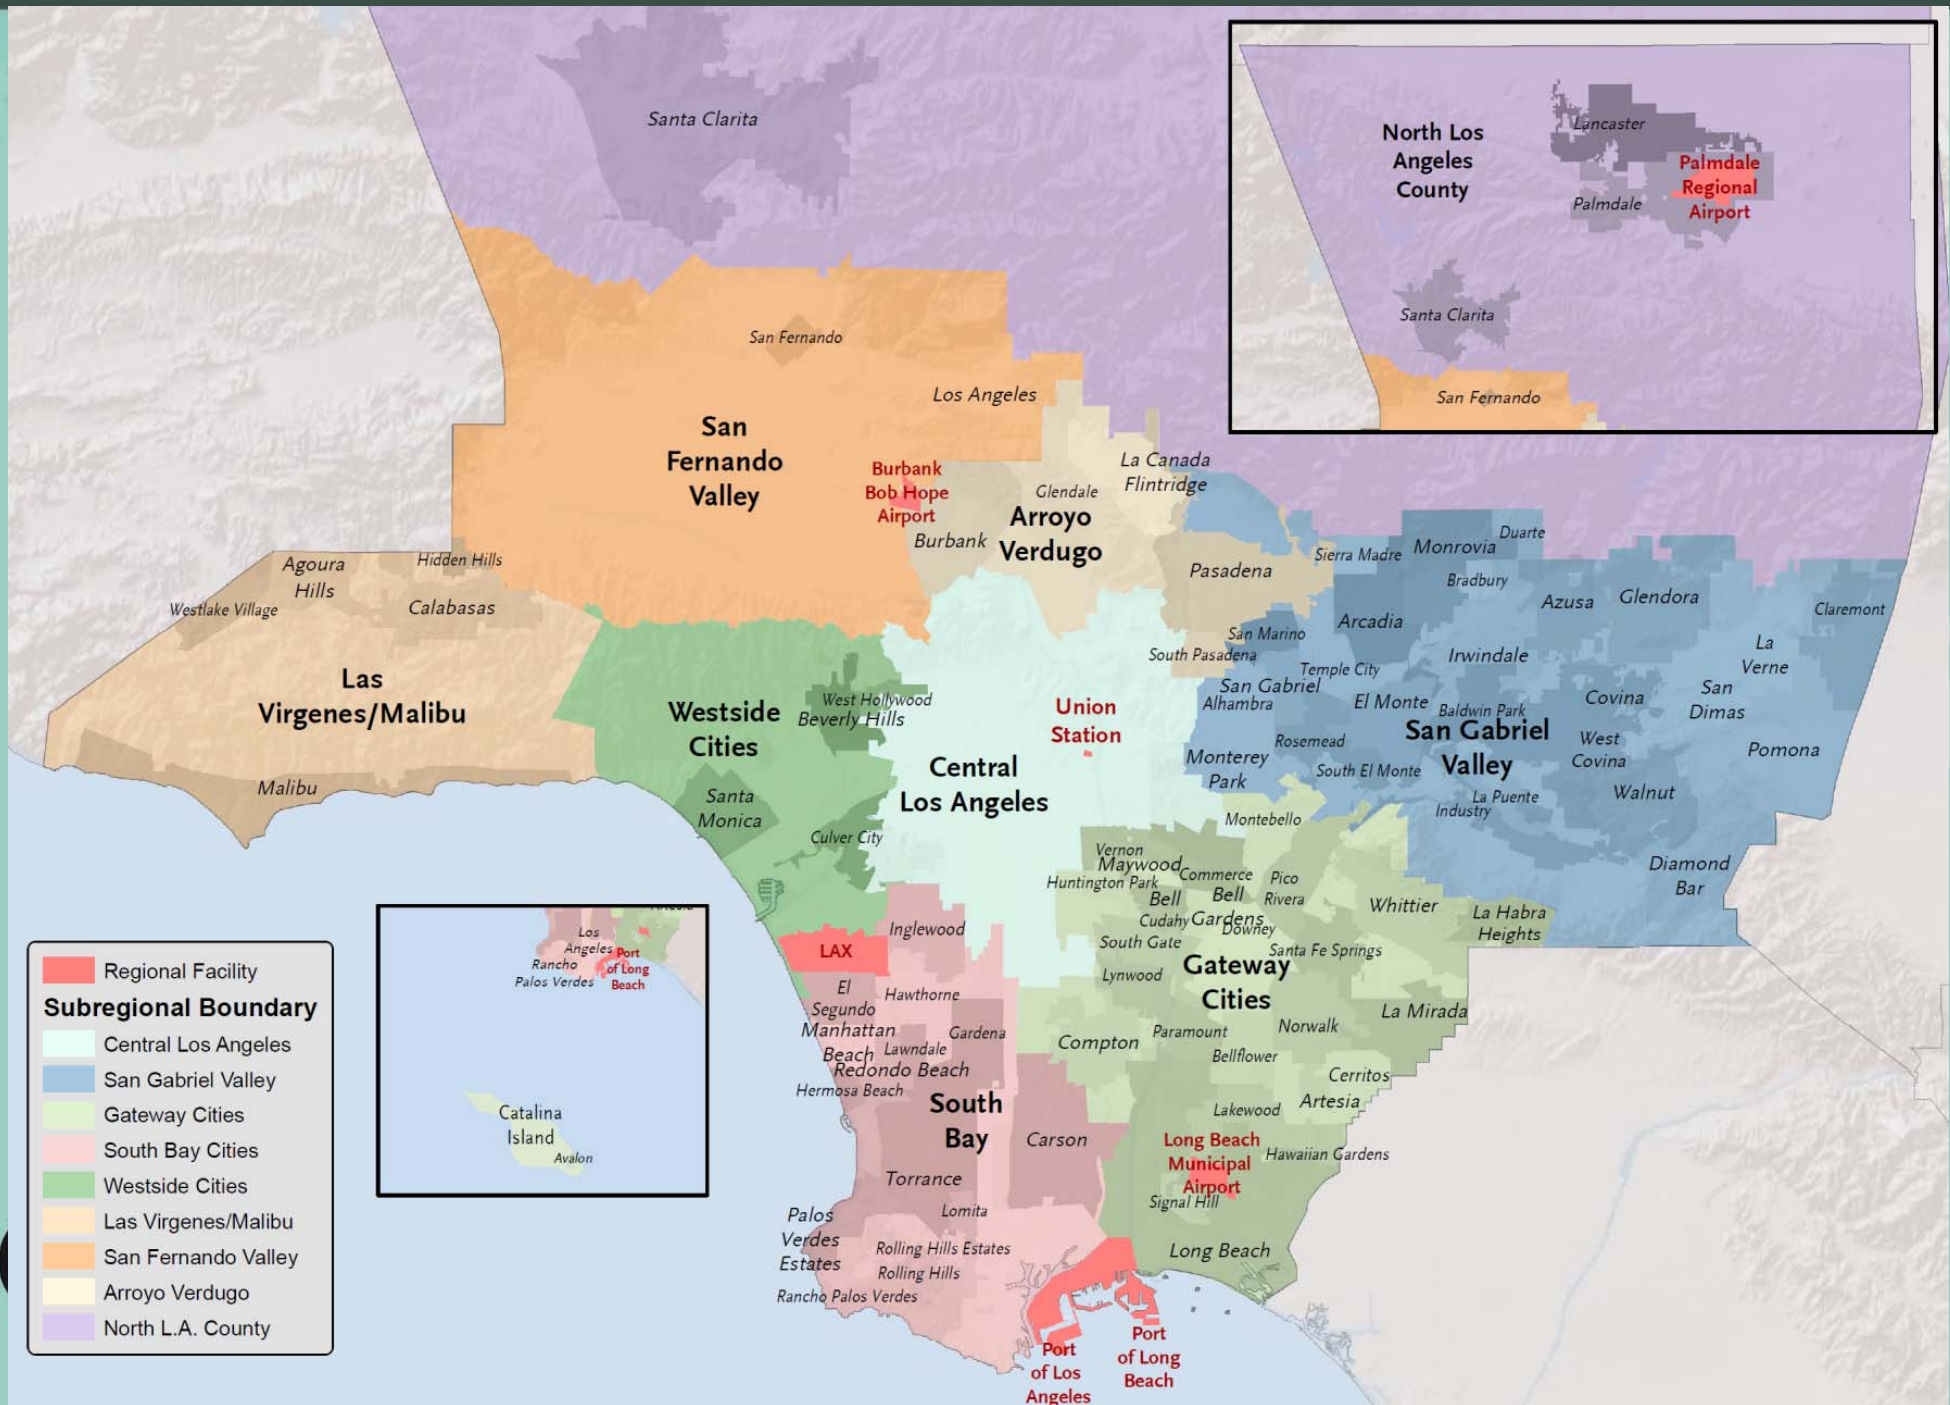 Santa Clarita
San Fernando
Los Angeles
San
Fernando
Valley
Burbank
Bob Hope
Airport
Burbank
Glendale
La Canada
Flintridge
Arroyo
Verdugo
Pasadena
South Pasadena
North Los
Angeles
County
Lancaster
Palmdale
Regional
Airport
Palmdale
Santa Clarita
San Fernando
Agoura
Hills
Hidden Hills
Westlake Village
Calabasas
Las
Virgenes/Malibu
Malibu
Westside
Cities
West Hollywood
Beverly Hills
Santa
Monica
Culver City
Union
Station
Central
Los Angeles
Sierra Madre
Monrovia
Duarte
Bradbury
Azusa
Glendora
Claremont
Arcadia
San Marino
La
Verne
Temple City
Irwindale
San Gabriel
Alhambra
El Monte
Baldwin Park
Covina
San
Dimas
San Gabriel
Valley
Rosemead
West
Covina
Pomona
Monterey
Park
South El Monte
La Puente
Industry
Walnut
Diamond
Bar
Montebello
Vernon
Maywood
Commerce
Huntington Park
Pico
Rivera
Bell
Bell
Gardens
Cudahy
Downey
Whittier
La Habra
Heights
South Gate
Santa Fe Springs
Lynwood
Gateway
Cities
La Mirada
Compton
Paramount
Norwalk
Bellflower
Cerritos
Artesia
Lakewood
Long Beach
Municipal
Airport
Hawaiian Gardens
Signal Hill
Long Beach
LAX
Inglewood
El
Segundo
Hawthorne
Manhattan
Beach
Gardena
Lawndale
Redondo Beach
Hermosa Beach
South
Bay
Carson
Torrance
Lomita
Palos
Verdes
Estates
Rolling Hills Estates
Rolling Hills
Rancho Palos Verdes
Port
of Los
Angeles
Port
of Long
Beach
Los
Angeles
Rancho
Palos Verdes
Port
of Long
Beach
Catalina
Island
Avalon
Regional Facility
Subregional Boundary
Central Los Angeles
San Gabriel Valley
Gateway Cities
South Bay Cities
Westside Cities
Las Virgenes/Malibu
San Fernando Valley
Arroyo Verdugo
North L.A. County